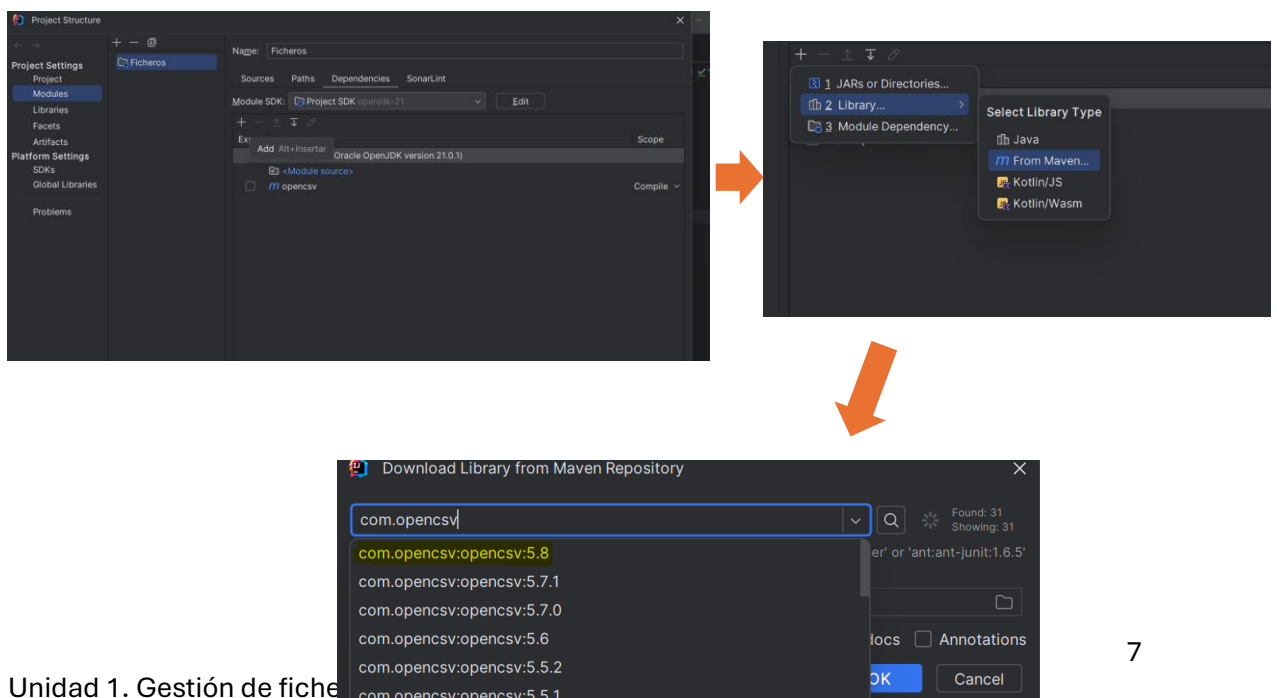 Project Structure
Project Settings
Project
Modules
Libraries
Facets
Artifacts
Platform Settings
SDKs
Global Libraries
Problems
Ficheros
Name: Ficheros
Sources Paths Dependencies SonarLint
Module SDK: Project SDK openjdk-21 Edit
Scope
Add Alt+Insertar
Oracle OpenJDK version 21.0.1)
<Module source>
opencsv Compile
1 JARs or Directories...
2 Library...
3 Module Dependency...
Select Library Type
Java
From Maven...
Kotlin/JS
Kotlin/Wasm
Download Library from Maven Repository
com.opencsv
Found: 31
Showing: 31
com.opencsv:opencsv:5.8
er' or 'ant:ant-junit:1.6.5'
com.opencsv:opencsv:5.7.1
com.opencsv:opencsv:5.7.0
com.opencsv:opencsv:5.6
Annotations
com.opencsv:opencsv:5.5.2
OK Cancel
com.opencsv:opencsv:5.5.1
7
Unidad 1. Gestión de fiche